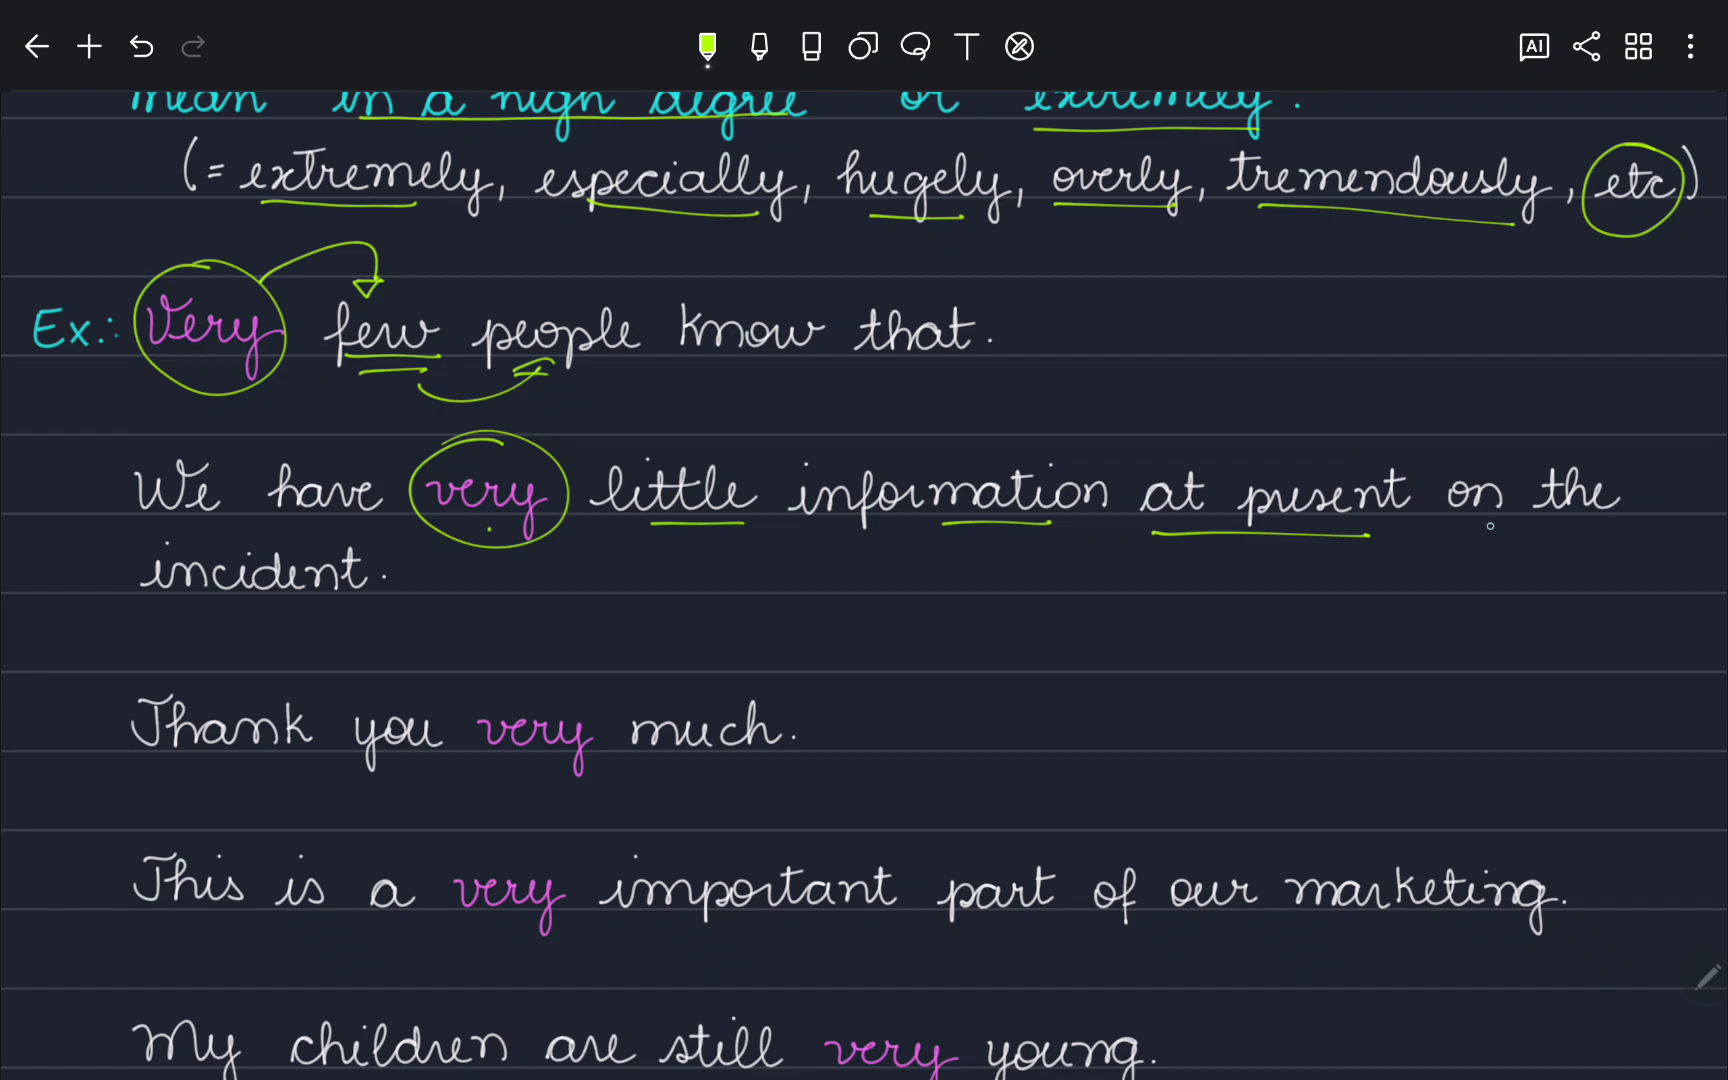 AI
mean in a high degree or extremely.
(= extremely, especially, hugely, overly, tremendously, etc)
Ex.: Very few people know that.
We have very little information at present on the
incident.
Thank you very much.
This is a very important part of our marketing.
My children are still very young.